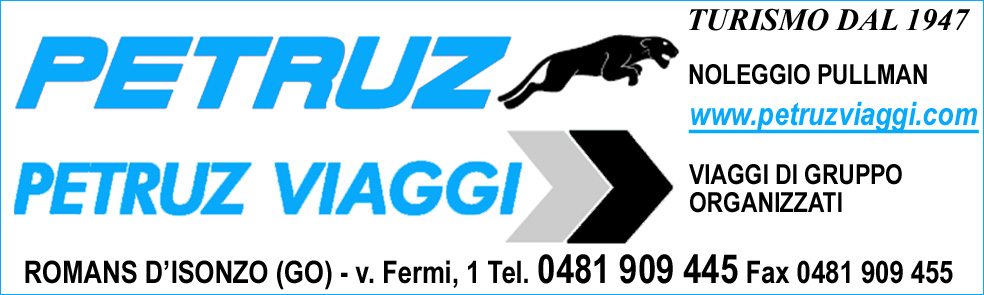 PETRUZ
TURISMO DAL 1947
NOLEGGIO PULLMAN
www.petruzviaggi.com
PETRUZ VIAGGI
VIAGGI DI GRUPPO
ORGANIZZATI
ROMANS D’ISONZO (GO) - v. Fermi, 1 Tel. 0481 909 445 Fax 0481 909 455